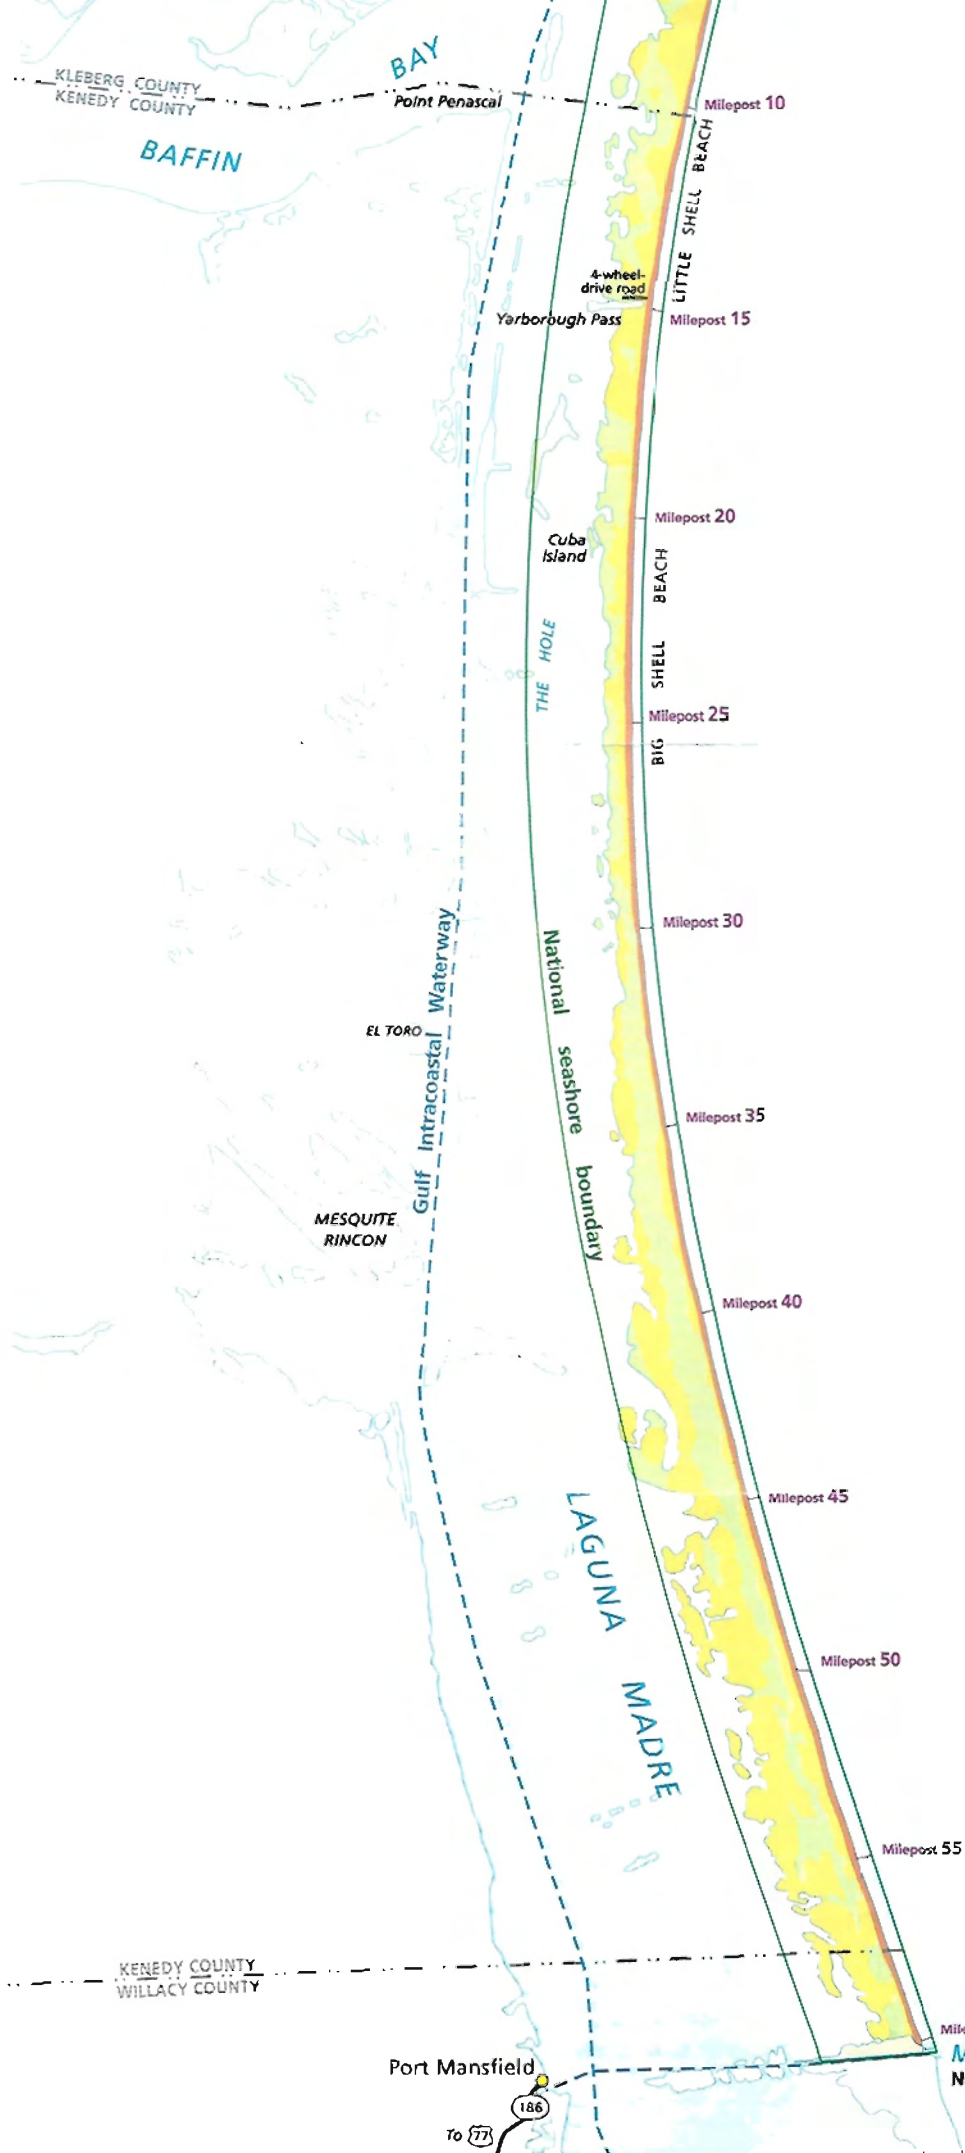 BAY
KLEBERG COUNTY
KENEDY COUNTY
Point Penascal
Milepost 10
BAFFIN
LITTLE SHELL BEACH
4-wheel-
drive road
Yarborough Pass
Milepost 15
Milepost 20
Cuba
Island
BIG SHELL BEACH
THE HOLE
Milepost 25
Milepost 30
Gulf Intracoastal Waterway
National seashore boundary
EL TORO
Milepost 35
MESQUITE
RINCON
Milepost 40
LAGUNA MADRE
Milepost 45
Milepost 50
Milepost 55
KENEDY COUNTY
WILLACY COUNTY
Mile
M
N
Port Mansfield
186
To 77